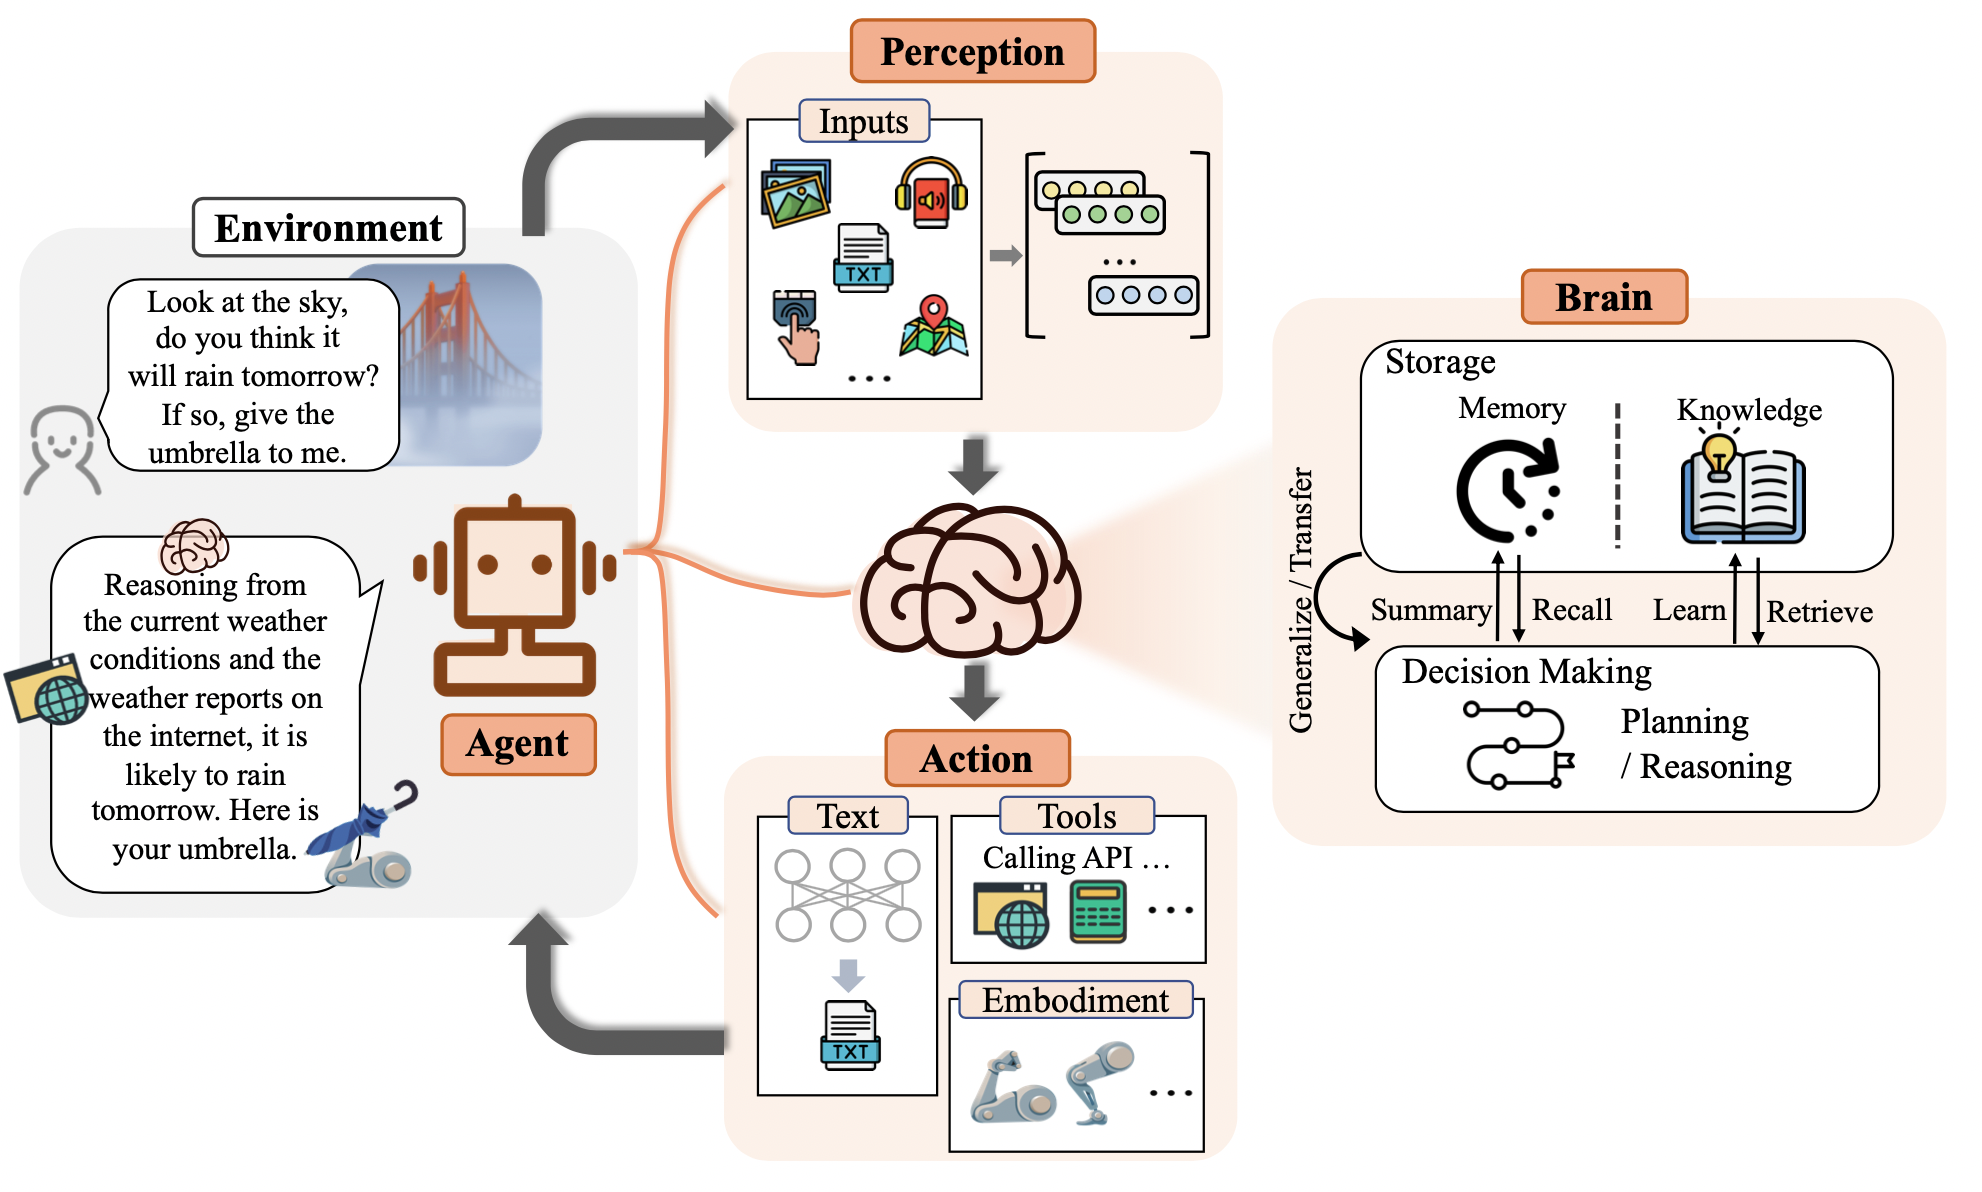 Perception
Inputs
TXT
...
...
Environment
Look at the sky,
do you think it
will rain tomorrow?
If so, give the
umbrella to me.
Reasoning from
the current weather
conditions and the
weather reports on
the internet, it is
likely to rain
tomorrow. Here is
your umbrella.
Agent
Action
Text
TXT
Tools
Calling API ...
...
Embodiment
...
Brain
Storage
Memory
Knowledge
Generalize / Transfer
Summary
Recall
Learn
Retrieve
Decision Making
Planning
/ Reasoning